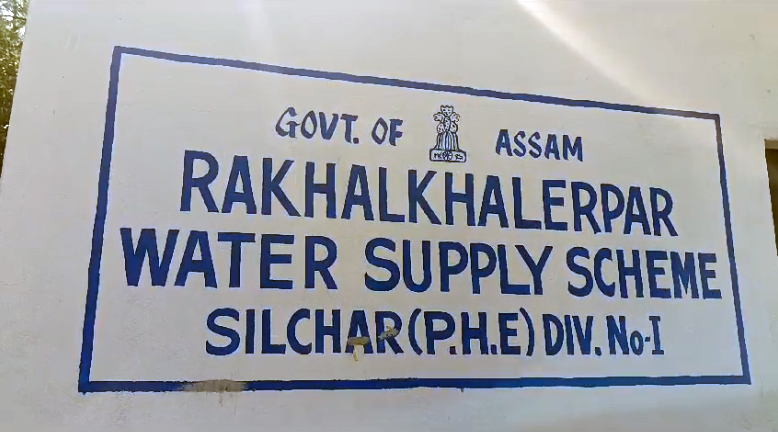 GOVT. OF ASSAM
RAKHALKHALERPAR
WATER SUPPLY SCHEME
SILCHAR (P.H.E) DIV. No-I